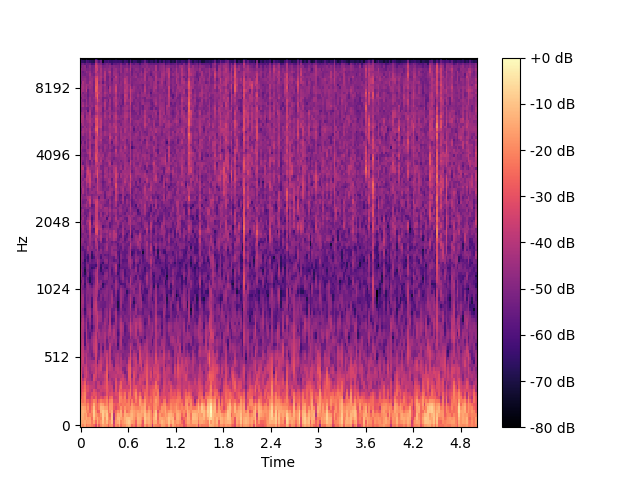 8192
4096
2048
1024
512
0
Hz
0 0.6 1.2 1.8 2.4 3 3.6 4.2 4.8
Time
+0 dB
-10 dB
-20 dB
-30 dB
-40 dB
-50 dB
-60 dB
-70 dB
-80 dB